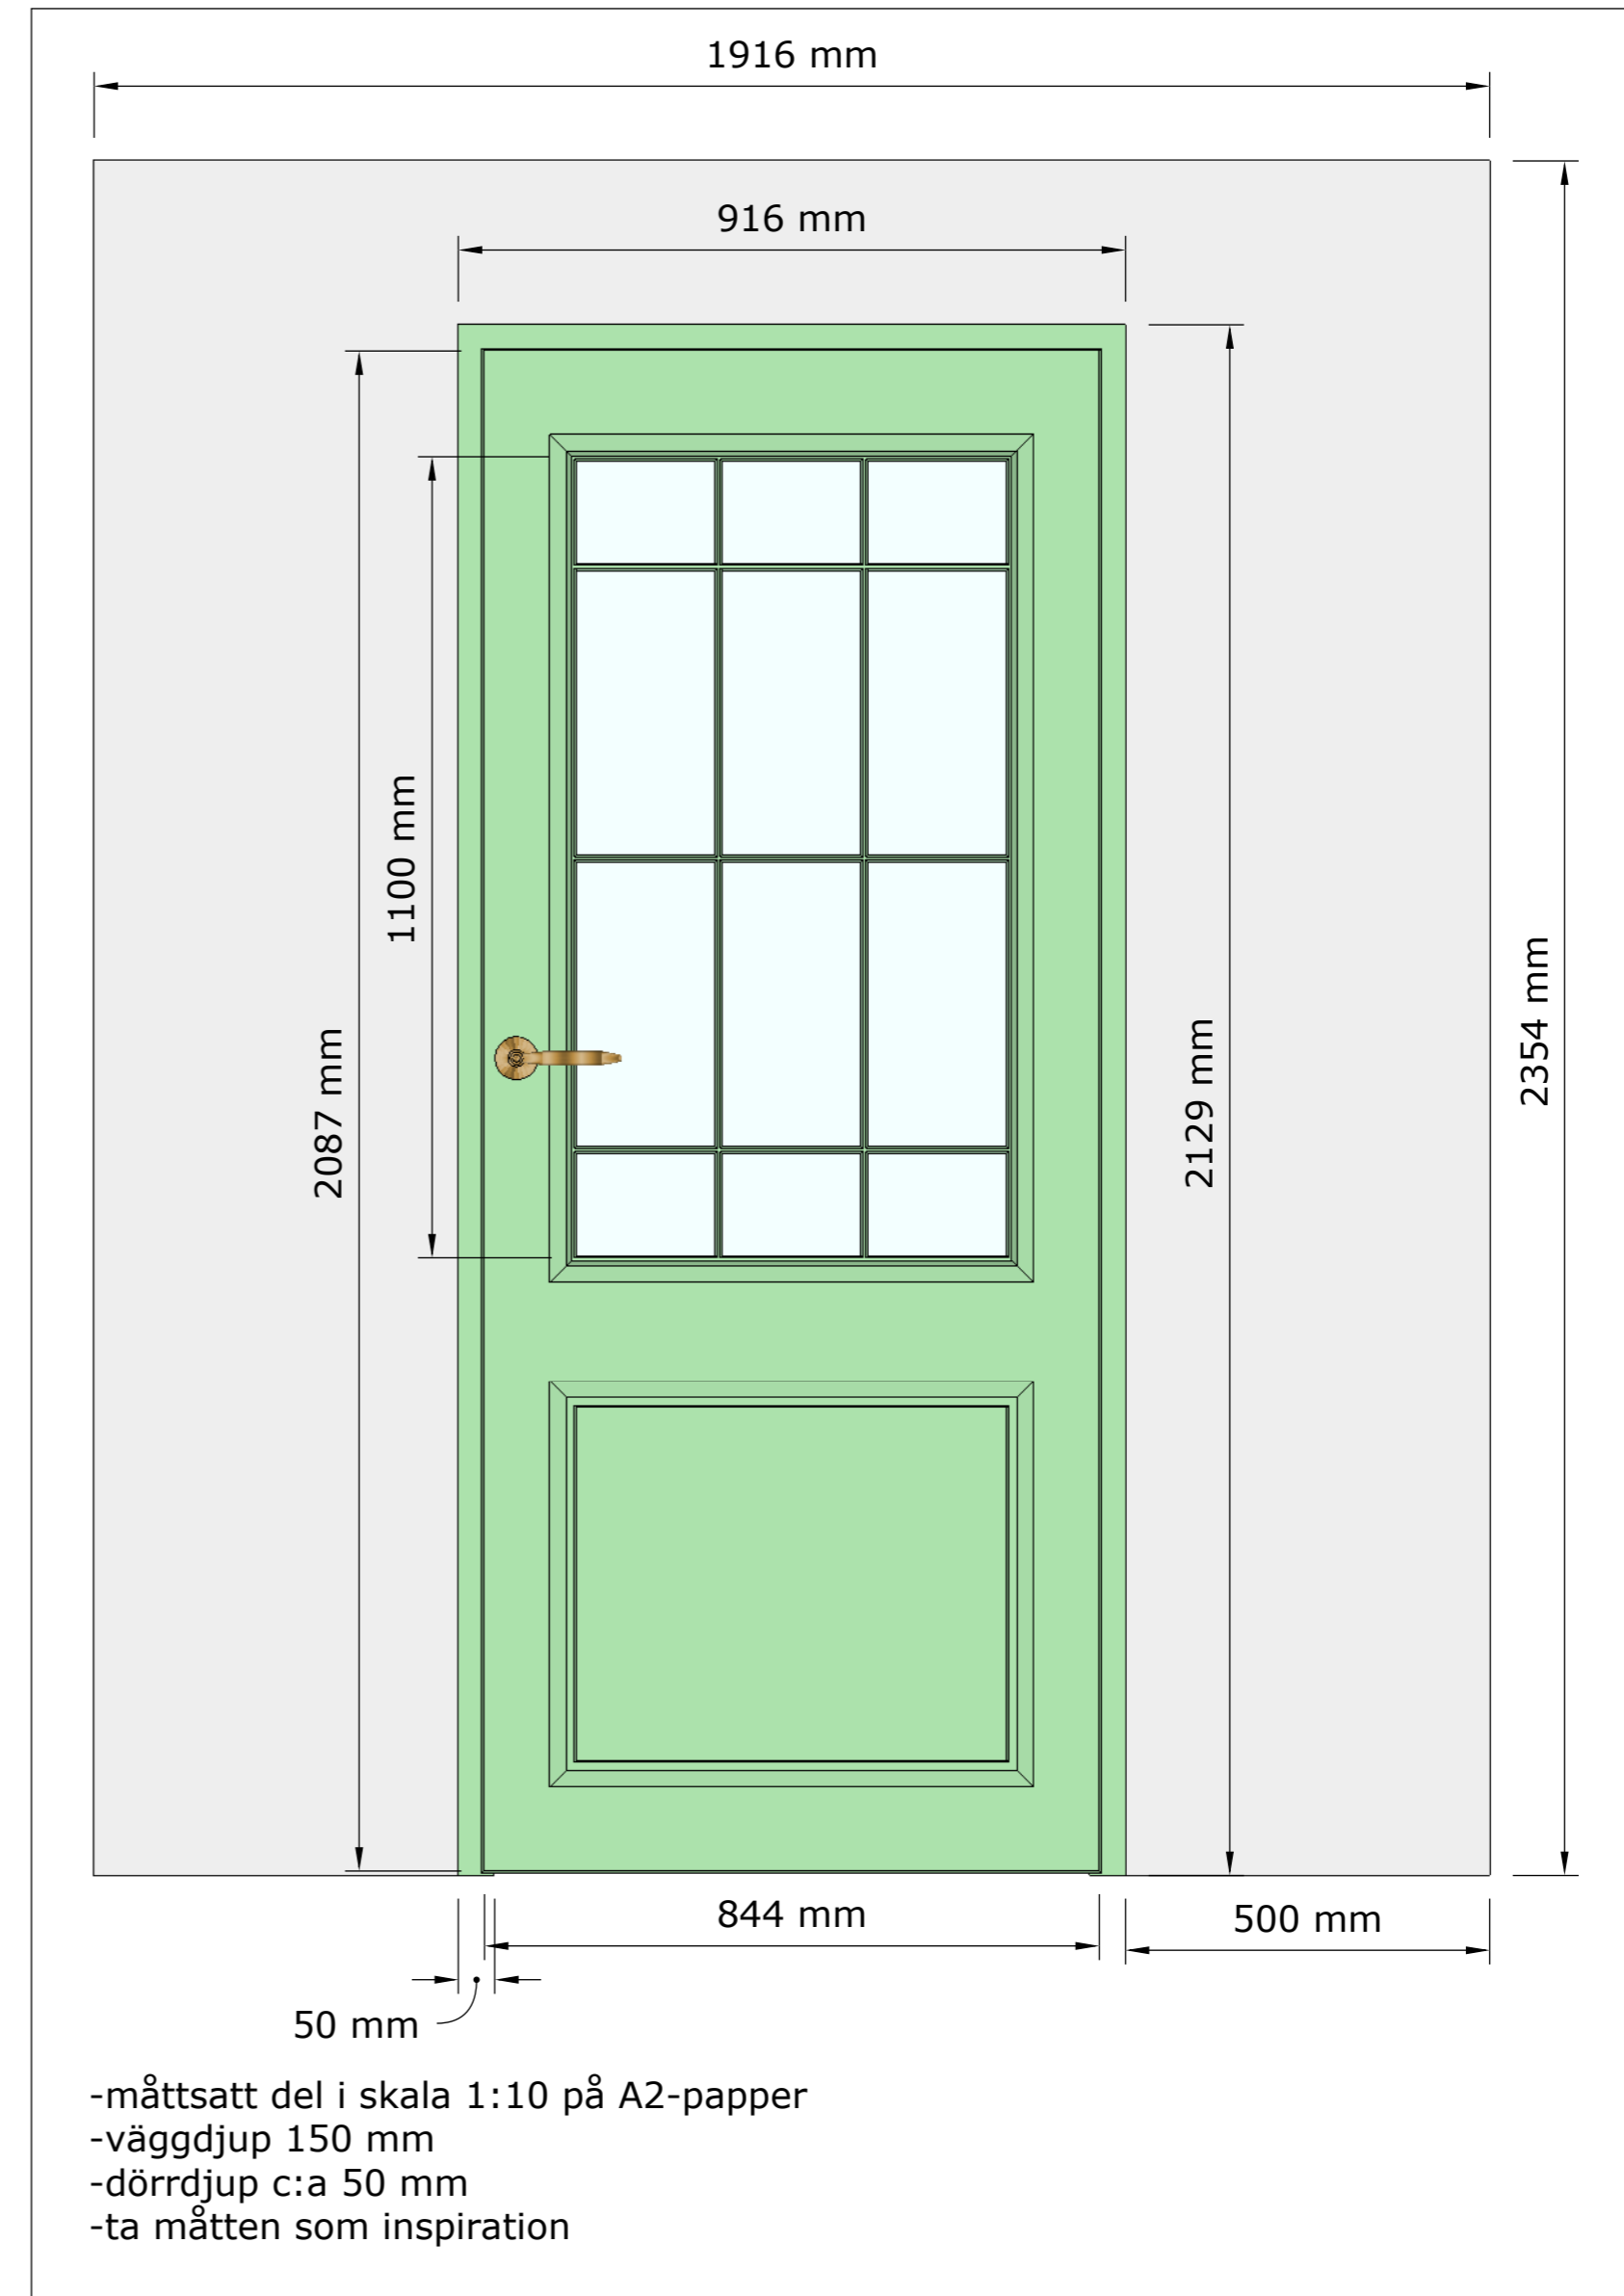 1916 mm
916 mm
1100 mm
2087 mm
2129 mm
2354 mm
844 mm
500 mm
50 mm
-måttsatt del i skala 1:10 på A2-papper
-väggdjup 150 mm
-dörrdjup c:a 50 mm
-ta måtten som inspiration